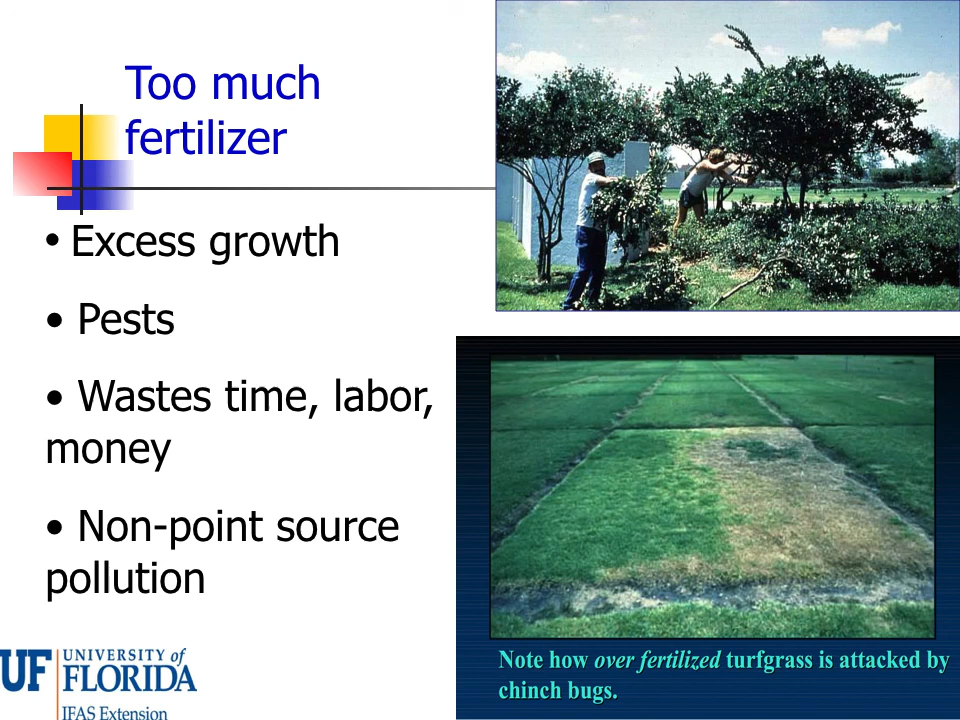 Too much
fertilizer
• Excess growth
• Pests
• Wastes time, labor,
money
• Non-point source
pollution
Note how over fertilized turfgrass is attacked by
chinch bugs.
UF UNIVERSITY of
FLORIDA
IFAS Extension